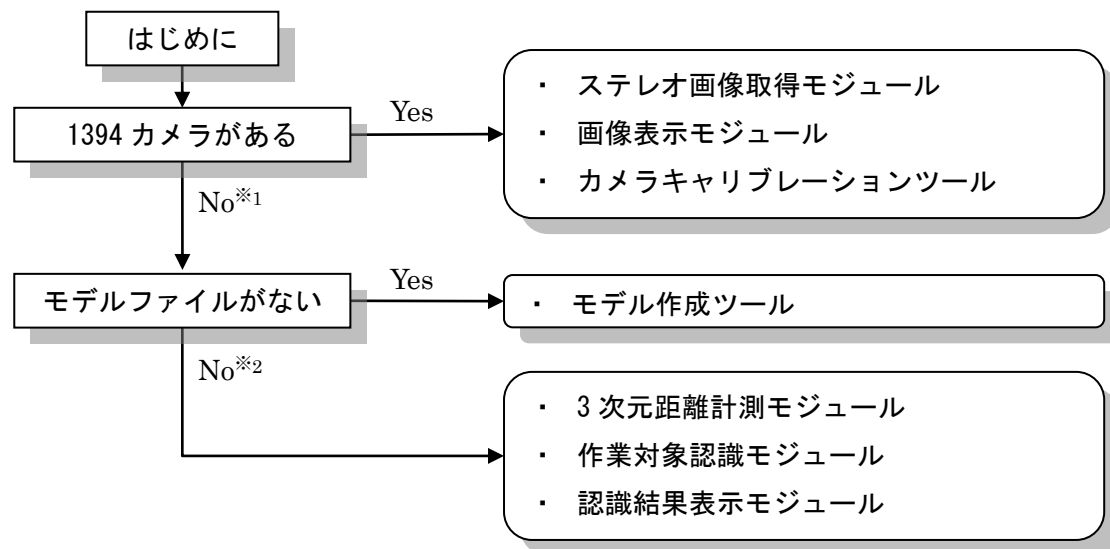 はじめに
1394 カメラがある
Yes
・ ステレオ画像取得モジュール
・ 画像表示モジュール
・ カメラキャリブレーションツール
No※1
モデルファイルがない
Yes
・ モデル作成ツール
No※2
・ 3 次元距離計測モジュール
・ 作業対象認識モジュール
・ 認識結果表示モジュール